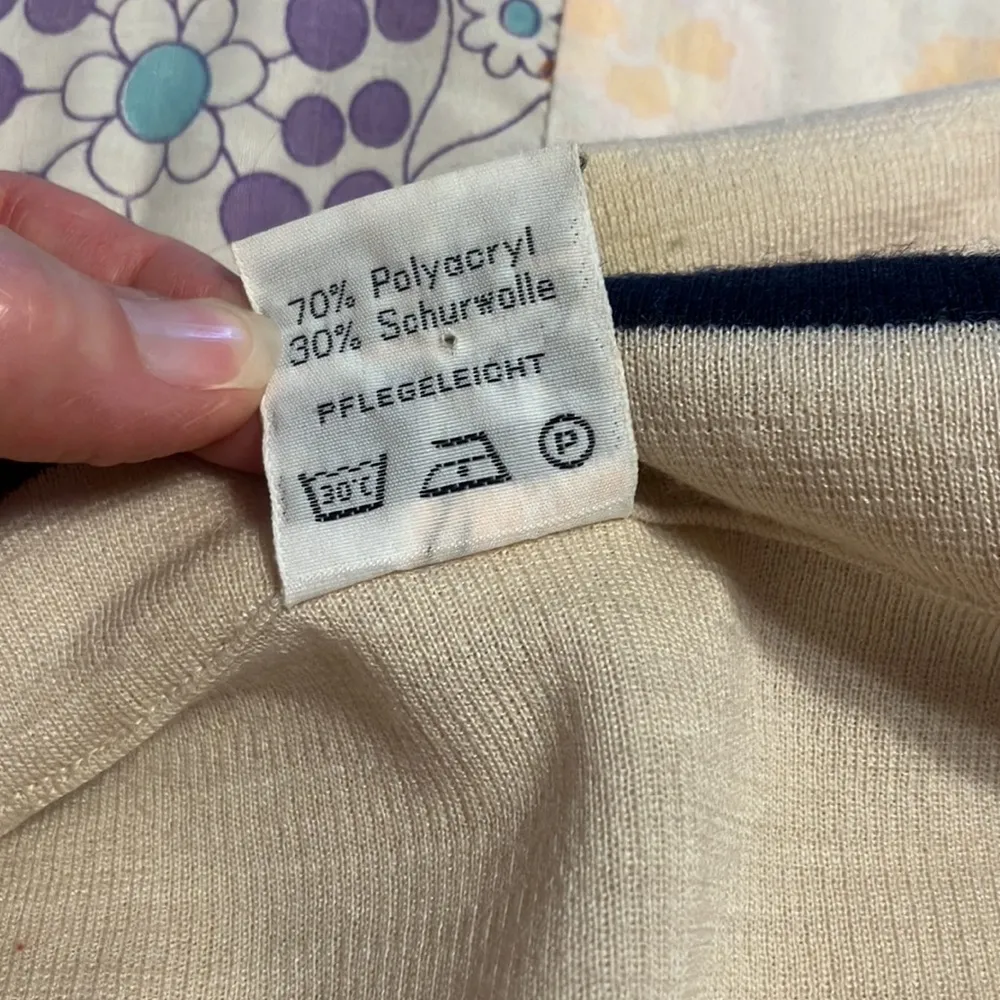 70% Polyacryl
30% Schurwolle
PFLEGELEICHT
30℃ P